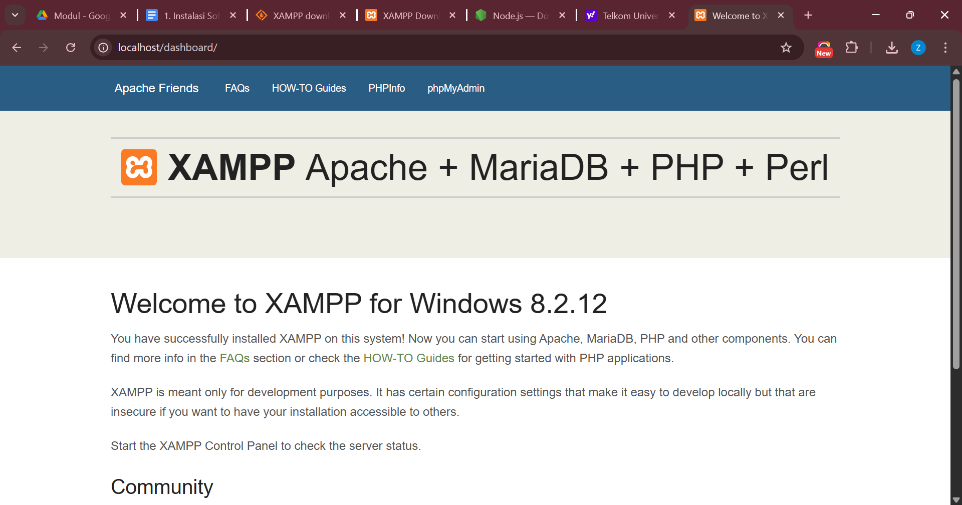 Modul - Goog
1. Instalasi So
XAMPP downl
XAMPP Down
Node.js — Do
Telkom Univer
Welcome to X
localhost/dashboard/
New
Z
Apache Friends
FAQs
HOW-TO Guides
PHPInfo
phpMyAdmin
XAMPP Apache + MariaDB + PHP + Perl
Welcome to XAMPP for Windows 8.2.12
You have successfully installed XAMPP on this system! Now you can start using Apache, MariaDB, PHP and other components. You can
find more info in the FAQs section or check the HOW-TO Guides for getting started with PHP applications.
XAMPP is meant only for development purposes. It has certain configuration settings that make it easy to develop locally but that are
insecure if you want to have your installation accessible to others.
Start the XAMPP Control Panel to check the server status.
Community